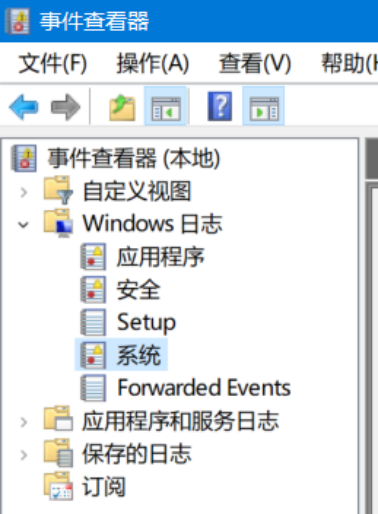 事件查看器
文件(F) 操作(A) 查看(V) 帮助(
事件查看器 (本地)
自定义视图
Windows 日志
应用程序
安全
Setup
系统
Forwarded Events
应用程序和服务日志
保存的日志
订阅